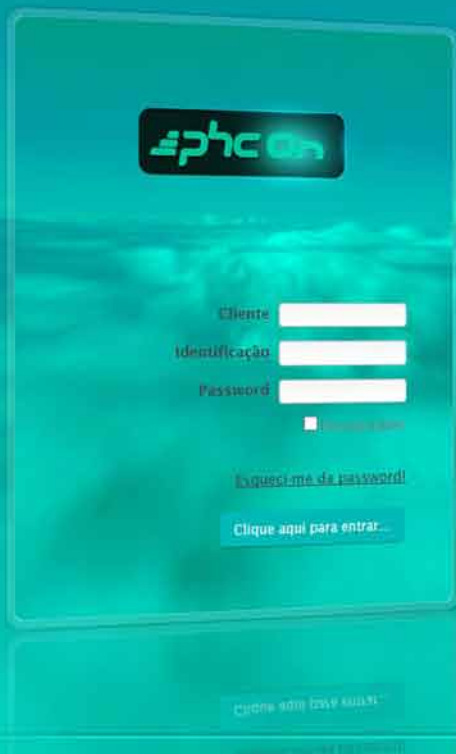 phc on
Cliente
Identificação
Password
Esqueci-me da password!
Clique aqui para entrar...